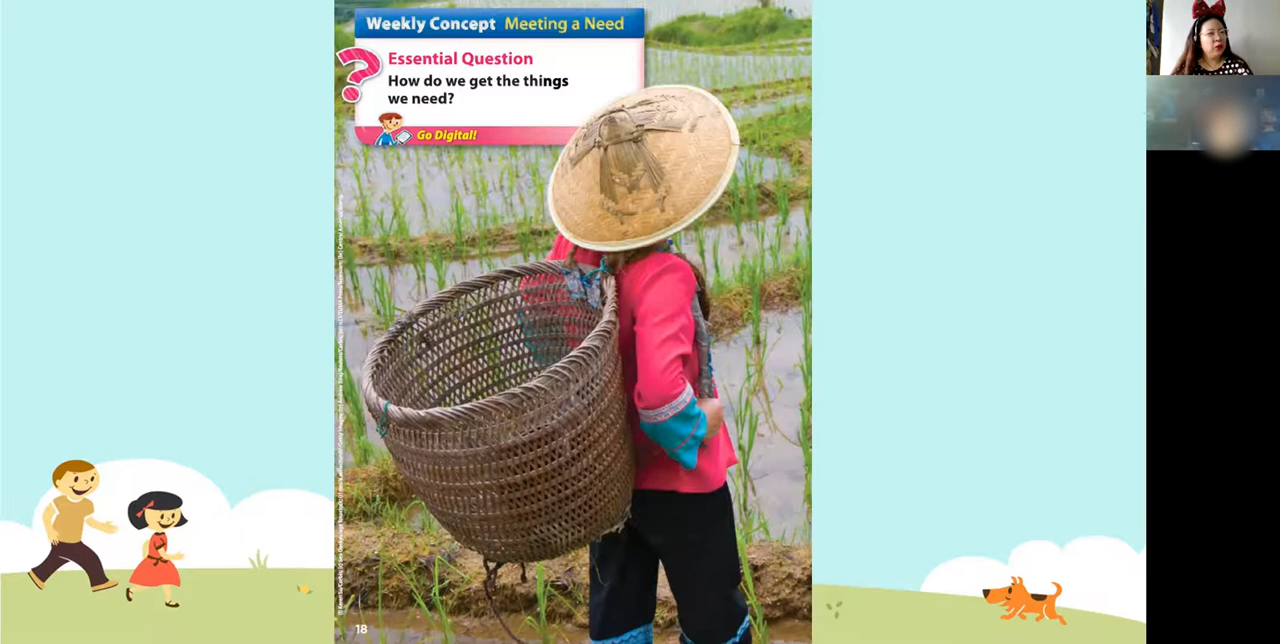 Weekly Concept Meeting a Need
Essential Question
How do we get the things
we need?
Go Digital!
18